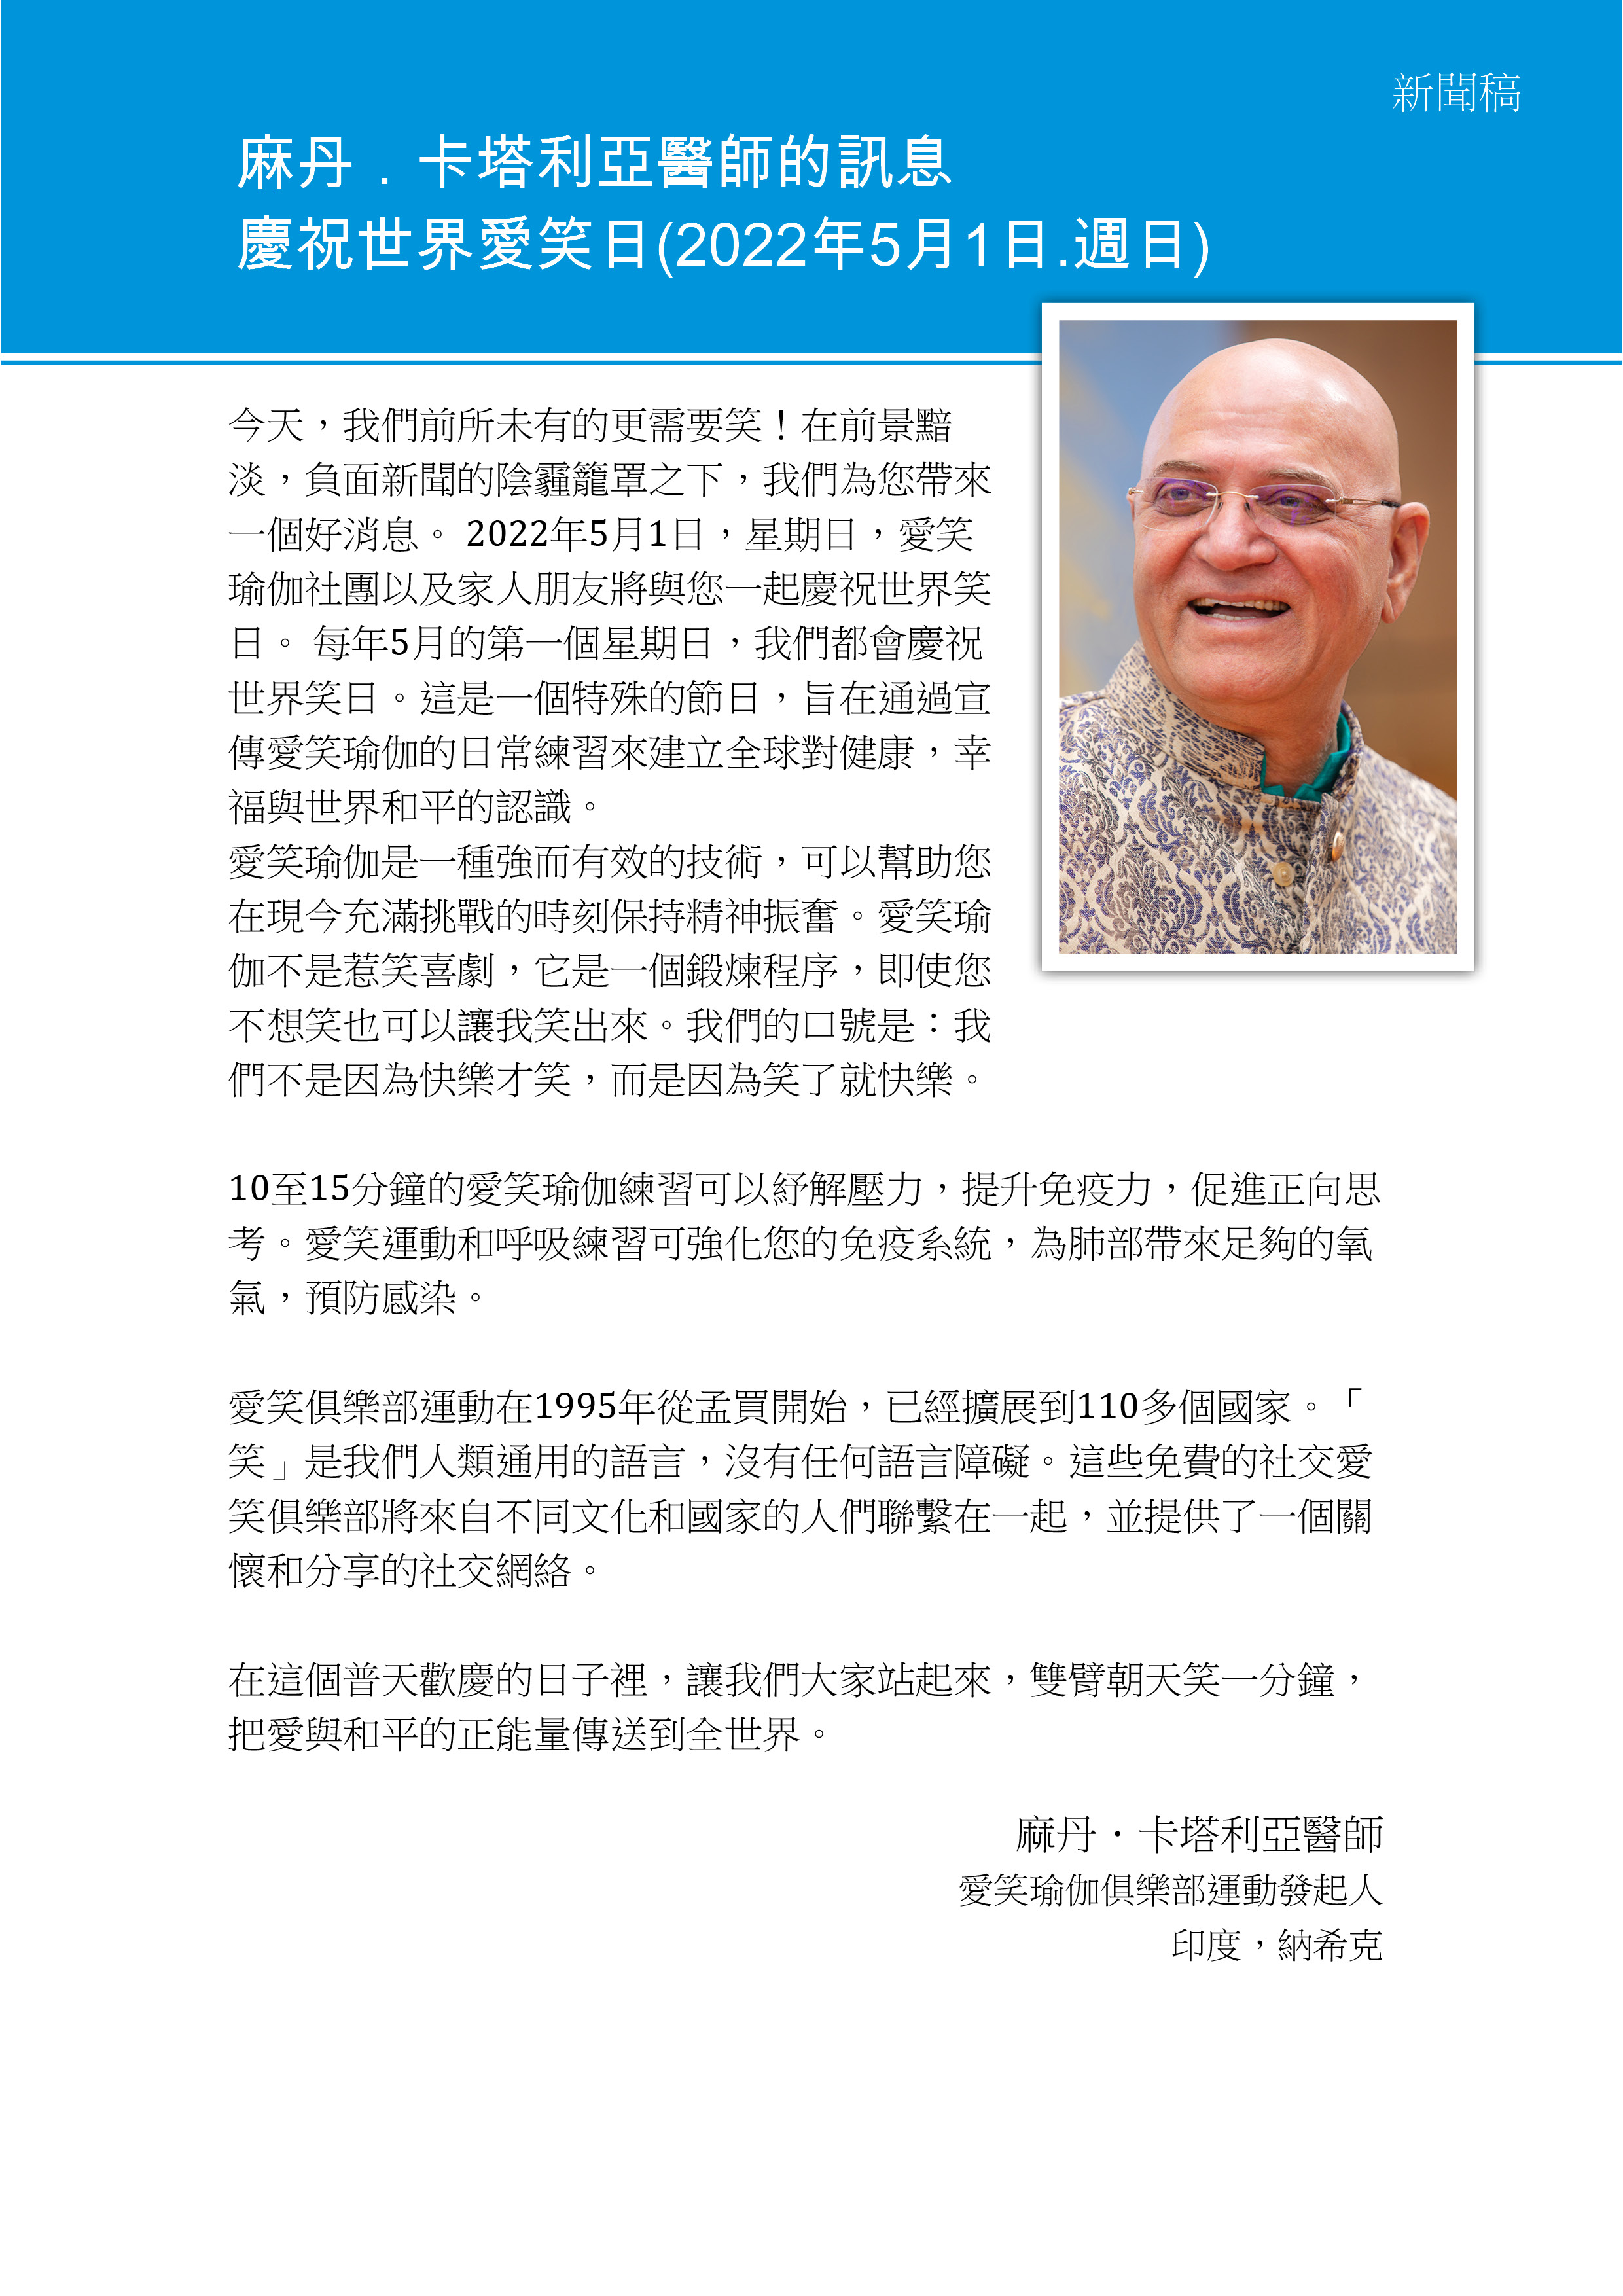 新聞稿
麻丹．卡塔利亞醫師的訊息
慶祝世界愛笑日(2022年5月1日.週日)
今天，我們前所未有的更需要笑！在前景黯
淡，負面新聞的陰霾籠罩之下，我們為您帶來
一個好消息。 2022年5月1日，星期日，愛笑
瑜伽社團以及家人朋友將與您一起慶祝世界笑
日。 每年5月的第一個星期日，我們都會慶祝
世界笑日。這是一個特殊的節日，旨在通過宣
傳愛笑瑜伽的日常練習來建立全球對健康，幸
福與世界和平的認識。
愛笑瑜伽是一種強而有效的技術，可以幫助您
在現今充滿挑戰的時刻保持精神振奮。愛笑瑜
伽不是惹笑喜劇，它是一個鍛煉程序，即使您
不想笑也可以讓我笑出來。我們的口號是：我
們不是因為快樂才笑，而是因為笑了就快樂。
10至15分鐘的愛笑瑜伽練習可以紓解壓力，提升免疫力，促進正向思
考。愛笑運動和呼吸練習可強化您的免疫系統，為肺部帶來足夠的氧
氣，預防感染。
愛笑俱樂部運動在1995年從孟買開始，已經擴展到110多個國家。「
笑」是我們人類通用的語言，沒有任何語言障礙。這些免費的社交愛
笑俱樂部將來自不同文化和國家的人們聯繫在一起，並提供了一個關
懷和分享的社交網絡。
在這個普天歡慶的日子裡，讓我們大家站起來，雙臂朝天笑一分鐘，
把愛與和平的正能量傳送到全世界。
麻丹．卡塔利亞醫師
愛笑瑜伽俱樂部運動發起人
印度，納希克